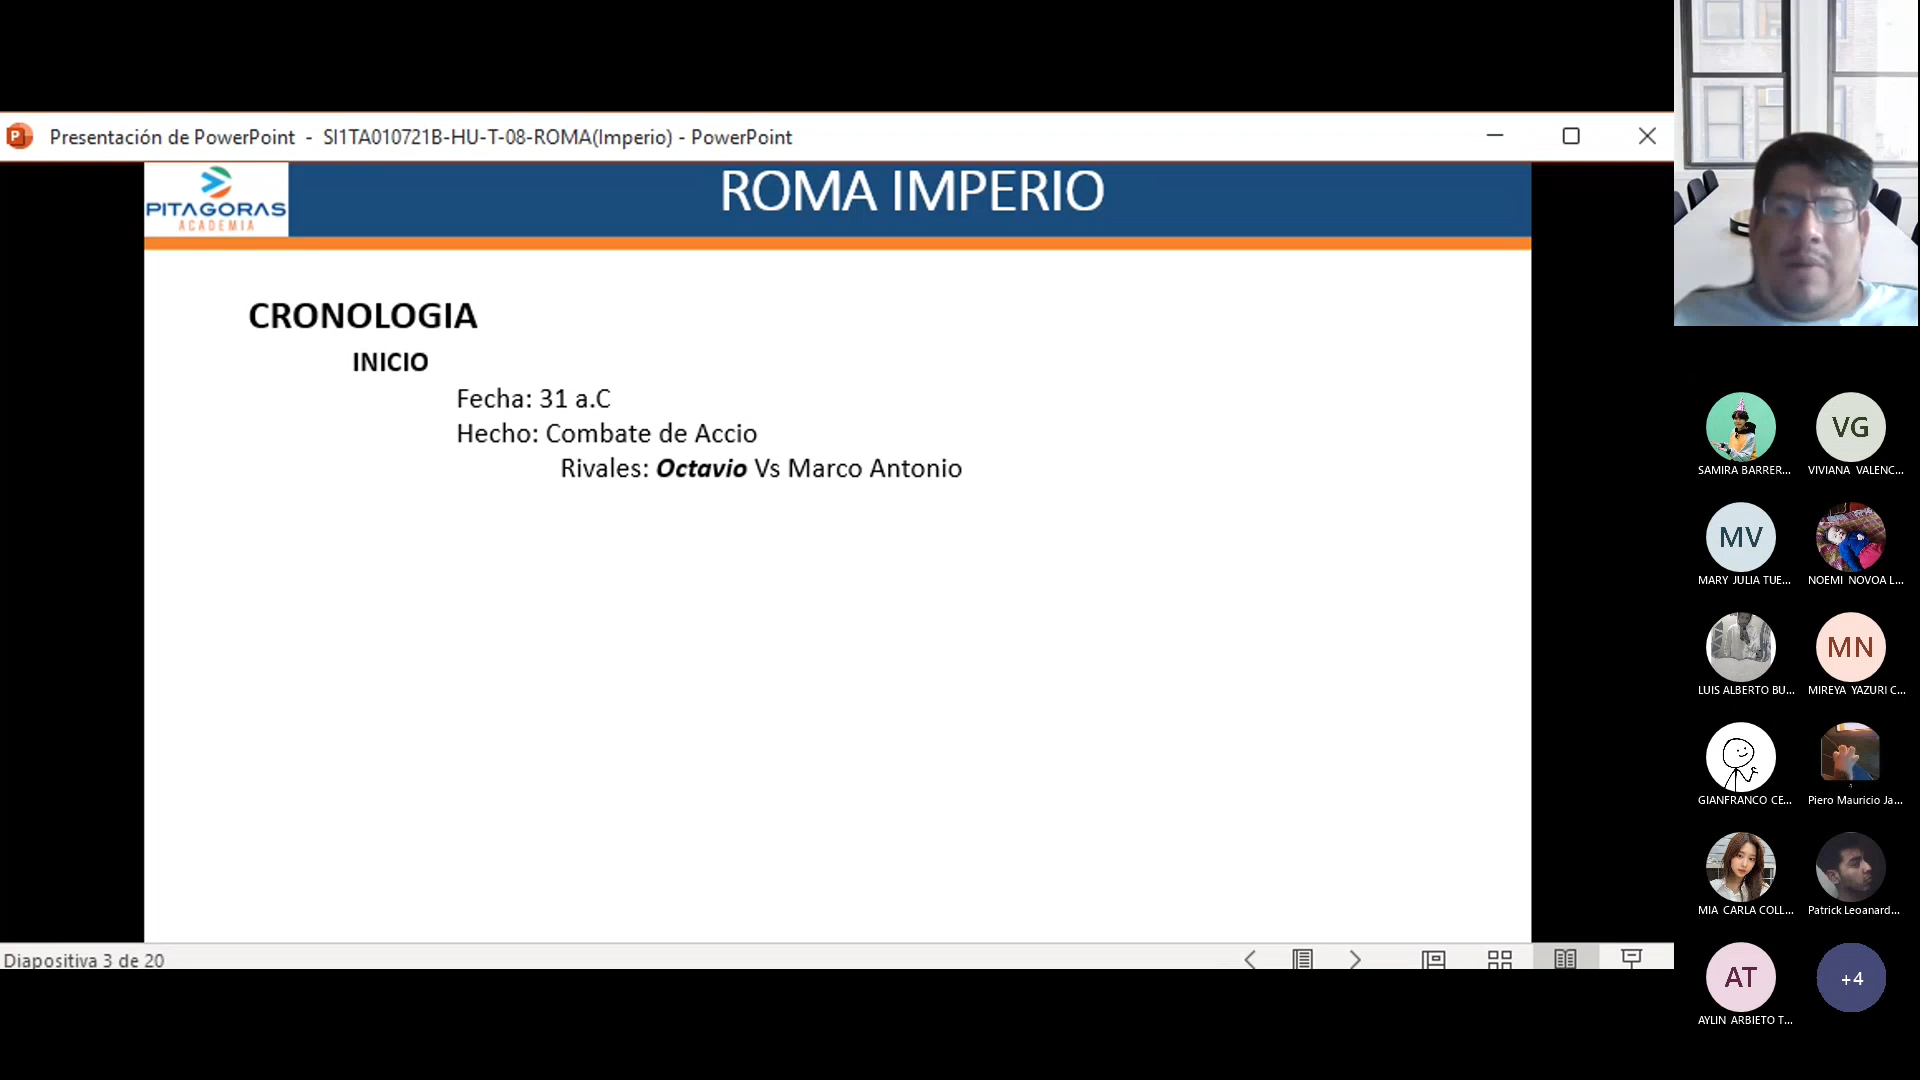 Presentación de PowerPoint - SI1TA010721B-HU-T-08-ROMA(Imperio) - PowerPoint
PITAGORAS
ACADEMIA
ROMA IMPERIO
CRONOLOGIA
INICIO
Fecha: 31 a.C
Hecho: Combate de Accio
Rivales: Octavio Vs Marco Antonio
Diapositiva 3 de 20
SAMIRA BARRER...
VG
VIVIANA VALENC...
MV
MARY JULIA TUE...
NOEMI NOVOA L...
LUIS ALBERTO BU...
MN
MIREYA YAZURI C...
GIANFRANCO CE...
Piero Mauricio Ja...
MIA CARLA COLL...
Patrick Leoanard...
AT
AYLIN ARBIETO T...
+4